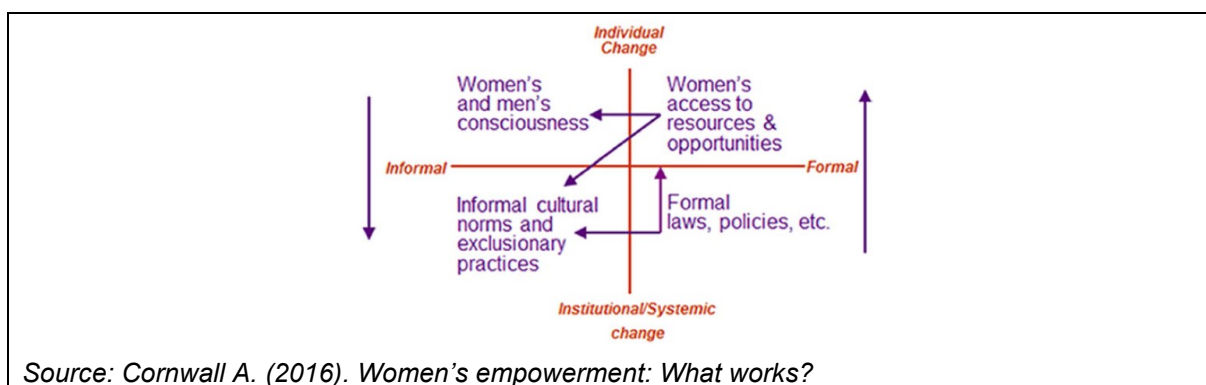 Individual
Change
Women's
and men's
consciousness
Women's
access to
resources &
opportunities
Informal
Formal
Informal cultural
norms and
exclusionary
practices
Formal
laws, policies, etc.
Institutional/Systemic
change
Source: Cornwall A. (2016). Women's empowerment: What works?